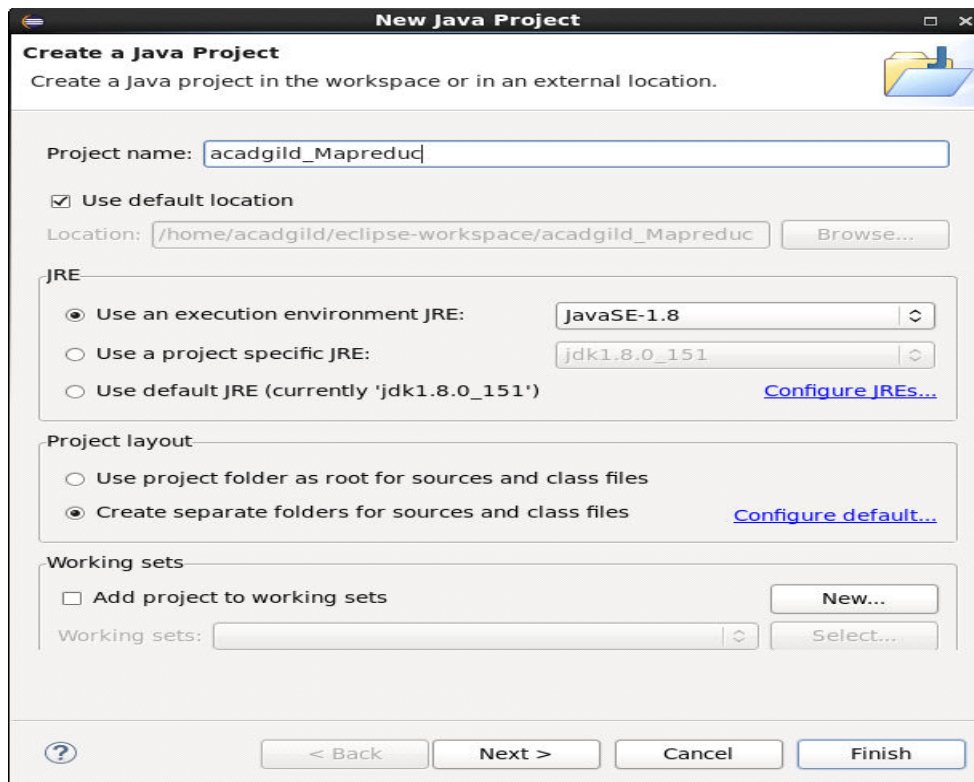 New Java Project
Create a Java Project
Create a Java project in the workspace or in an external location.
Project name: acadgild_Mapreduc
Use default location
Location: /home/acadgild/eclipse-workspace/acadgild_Mapreduc Browse...
JRE
Use an execution environment JRE: JavaSE-1.8
Use a project specific JRE: jdk1.8.0_151
Use default JRE (currently 'jdk1.8.0_151') Configure JREs...
Project layout
Use project folder as root for sources and class files
Create separate folders for sources and class files Configure default...
Working sets
Add project to working sets New...
Working sets: Select...
? < Back Next > Cancel Finish